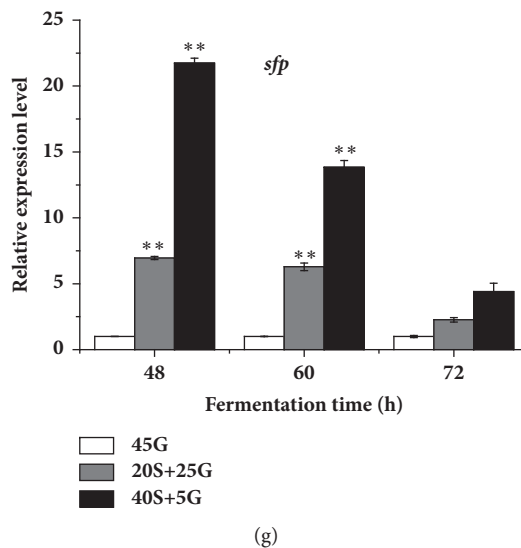 25
20
15
10
5
0
Relative expression level
sfp
**
**
**
**
48
60
72
Fermentation time (h)
45G
20S+25G
40S+5G
(g)